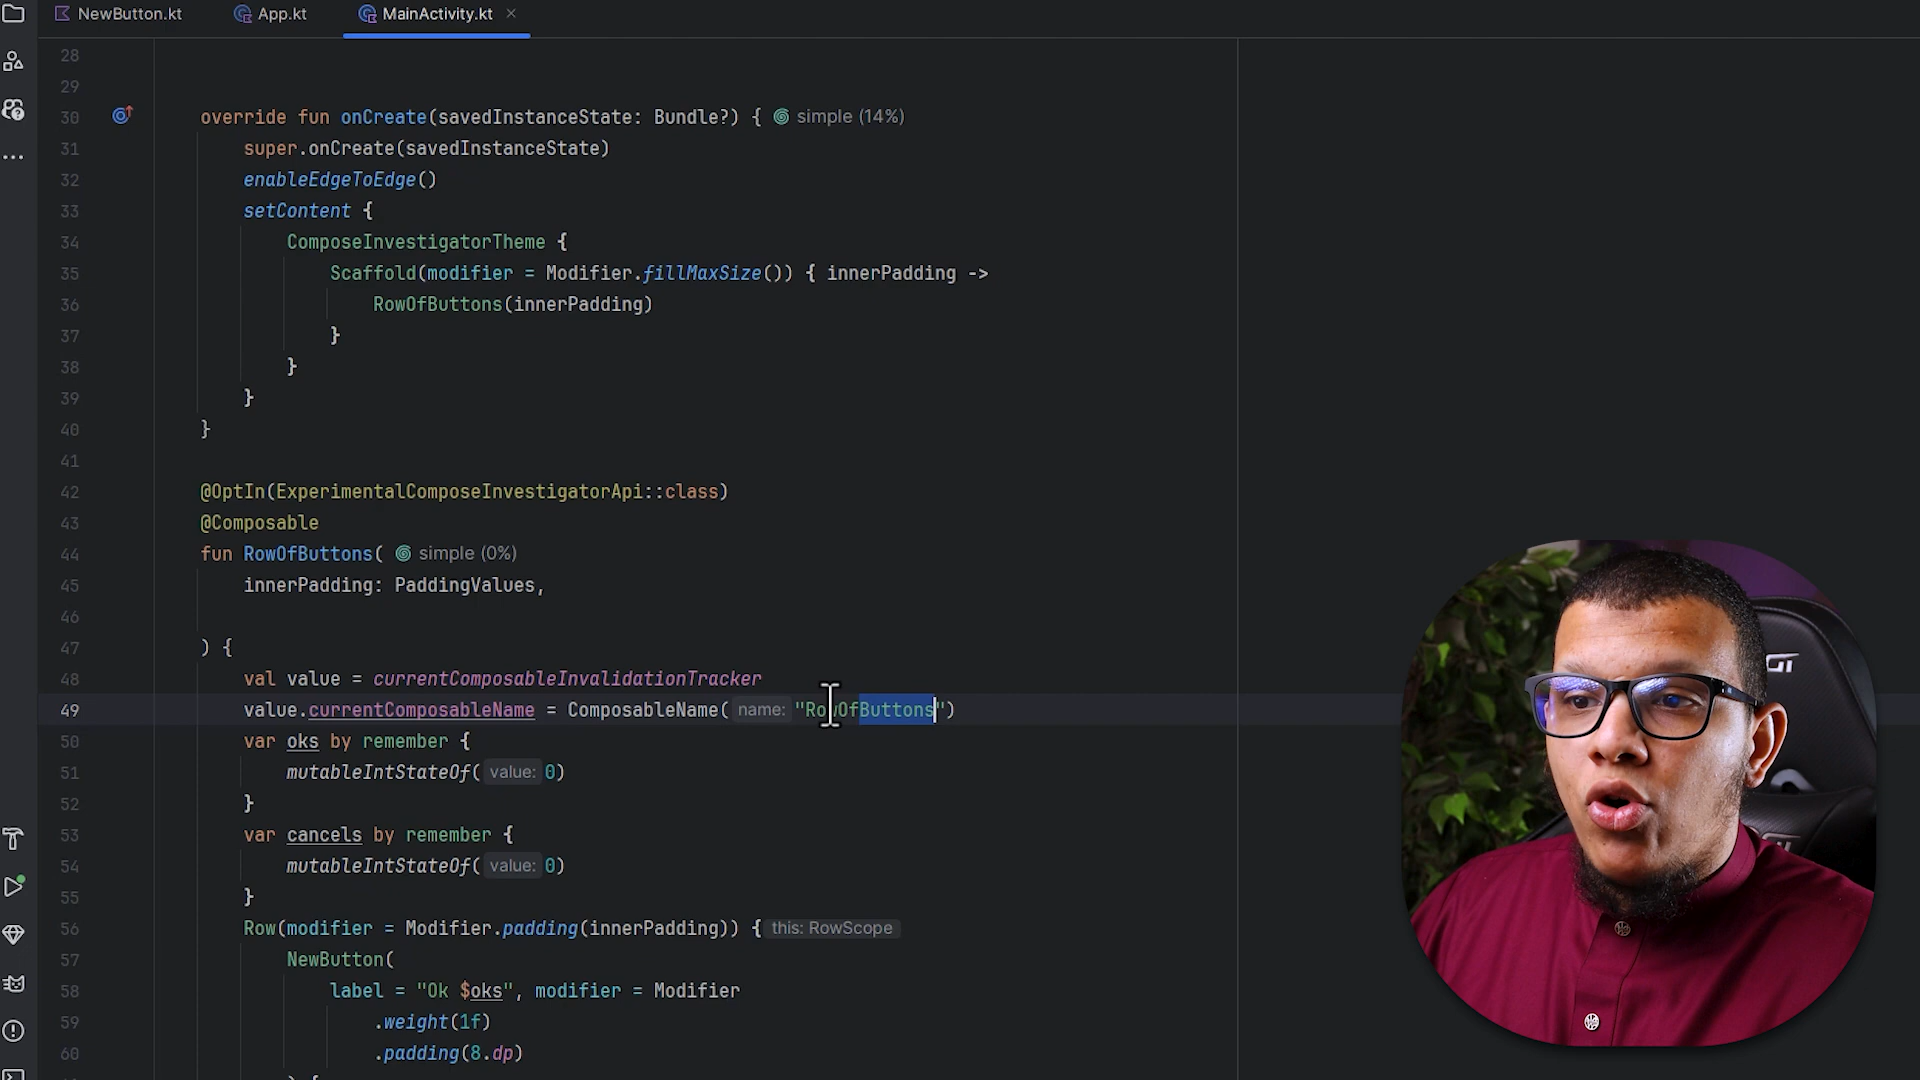 NewButton.kt App.kt MainActivity.kt
28
29
30 override fun onCreate(savedInstanceState: Bundle?) { simple (14%)
31 super.onCreate(savedInstanceState)
32 enableEdgeToEdge()
33 setContent {
34 ComposeInvestigatorTheme {
35 Scaffold(modifier = Modifier.fillMaxSize()) { innerPadding ->
36 RowOfButtons(innerPadding)
37 }
38 }
39 }
40 }
41
42 @OptIn(ExperimentalComposeInvestigatorApi::class)
43 @Composable
44 fun RowOfButtons( simple (0%)
45 innerPadding: PaddingValues,
46
47 ) {
48 val value = currentComposableInvalidationTracker
49 value.currentComposableName = ComposableName( name: "RowOfButtons")
50 var oks by remember {
51 mutableIntStateOf( value: 0)
52 }
53 var cancels by remember {
54 mutableIntStateOf( value: 0)
55 }
56 Row(modifier = Modifier.padding(innerPadding)) { this: RowScope
57 NewButton(
58 label = "Ok $oks", modifier = Modifier
59 .weight(1f)
60 .padding(8.dp)
) {